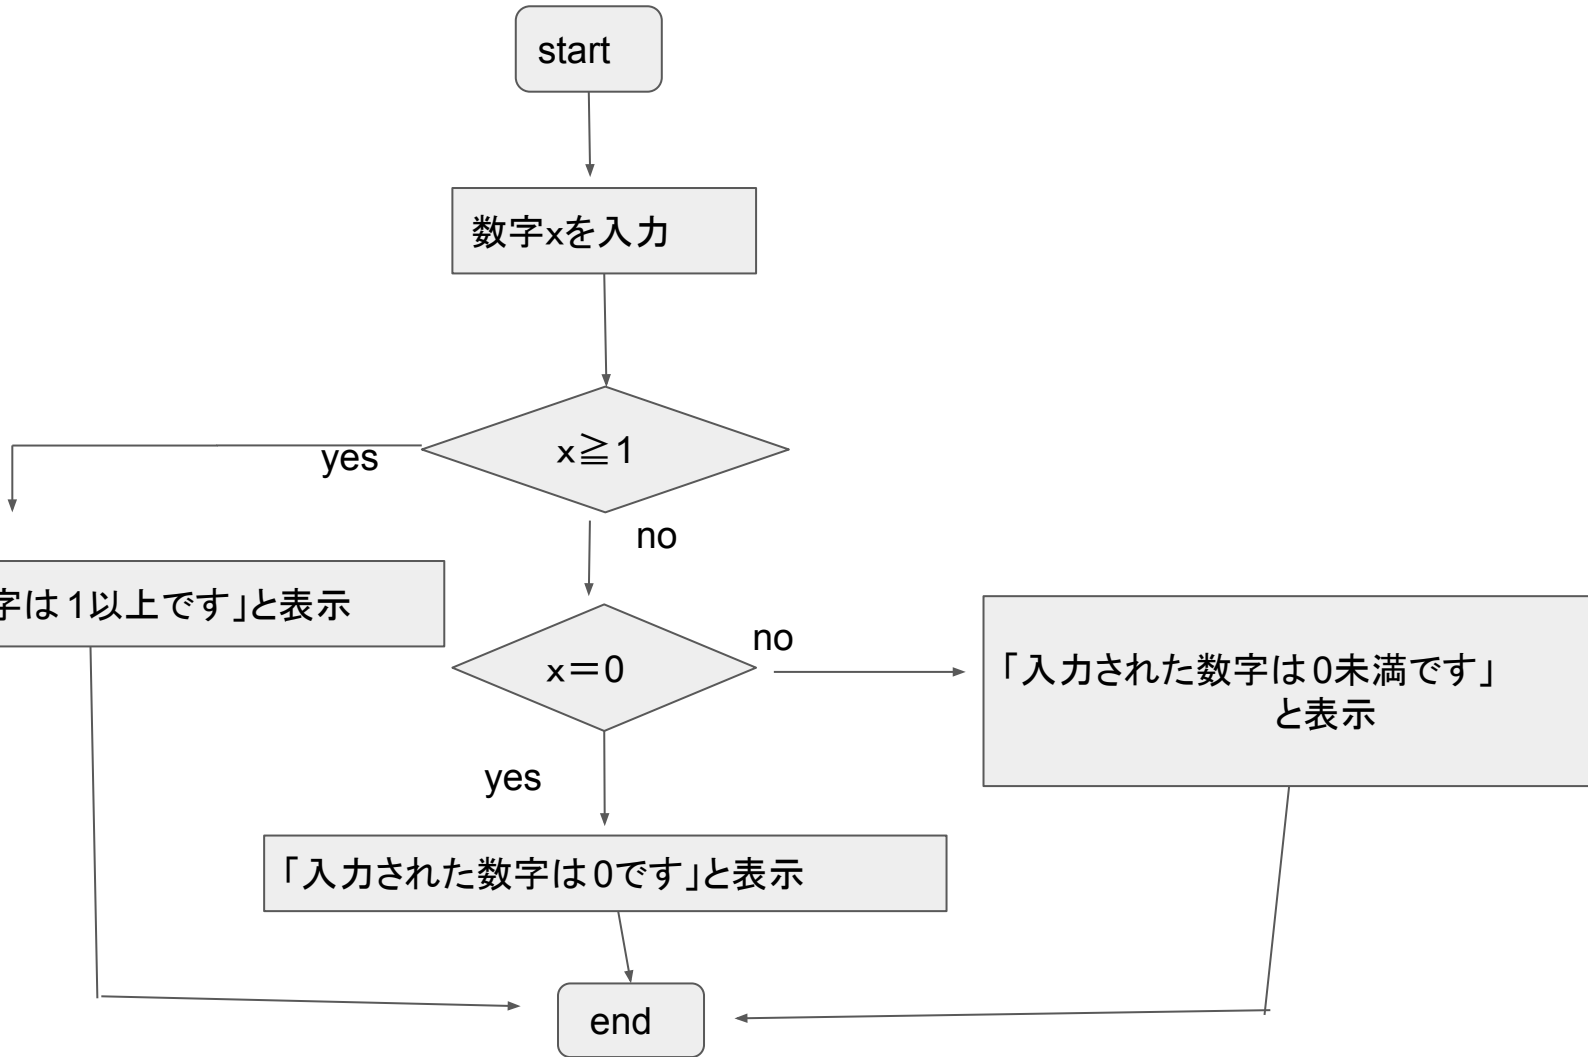 start
数字xを入力
x≧1
yes
no
字は1以上です」と表示
x=0
no
「入力された数字は0未満です」
と表示
yes
「入力された数字は0です」と表示
end